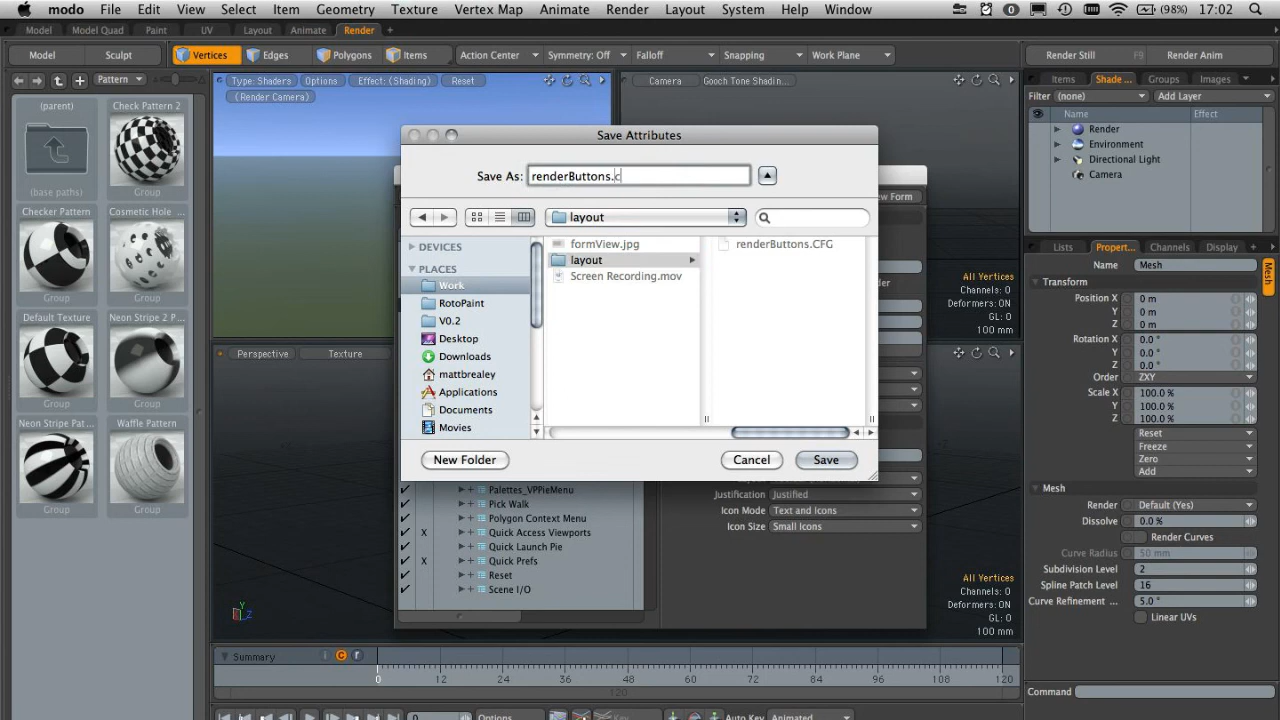 modo File Edit View Select Item Geometry Texture Vertex Map Animate Render Layout System Help Window (98%) 17:02
Model Model Quad Paint UV Layout Animate Render +
Model Sculpt Vertices Edges Polygons Items Action Center Symmetry: Off Falloff Snapping Work Plane Render Still Render Anim
Pattern
Type: Shaders Options Effect: (Shading) Reset
(Render Camera)
Camera Gooch Tone Shadin...
Items Shade ... Groups Images
Filter (none) Add Layer
Name Effect
Render
Environment
Directional Light
Camera
(parent)
(base paths)
Check Pattern 2
Group
Checker Pattern
Group
Cosmetic Hole ...
Group
Default Texture
Group
Neon Stripe 2 P...
Group
Neon Stripe Pat...
Group
Waffle Pattern
Group
Save Attributes
Save As: renderButtons.c
layout
DEVICES
PLACES
Work
RotoPaint
V0.2
Desktop
Downloads
mattbrealey
Applications
Documents
Movies
formView.jpg
layout
Screen Recording.mov
renderButtons.CFG
New Folder Cancel Save
ew Form
Palettes_VPPieMenu
Pick Walk
Polygon Context Menu
X Quick Access Viewports
Quick Launch Pie
X Quick Prefs
Reset
Scene I/O
Justification Justified
Icon Mode Text and Icons
Icon Size Small Icons
All Vertices
Channels: 0
Deformers: ON
GL: 0
100 mm
Perspective Texture
Y
Z
All Vertices
Channels: 0
Deformers: ON
GL: 0
100 mm
Lists Propert... Channels Display
Mesh
Name Mesh
Transform
Position X 0 m
Y 0 m
Z 0 m
Rotation X 0.0 °
Y 0.0 °
Z 0.0 °
Order ZXY
Scale X 100.0 %
Y 100.0 %
Z 100.0 %
Reset
Freeze
Zero
Add
Mesh
Render Default (Yes)
Dissolve 0.0 %
Render Curves
Curve Radius 50 mm
Subdivision Level 2
Spline Patch Level 16
Curve Refinement ... 5.0 °
Linear UVs
Summary
0 12 24 36 48 60 72 84 96 108 120
120
0 Options Key Auto Key Animated
Command